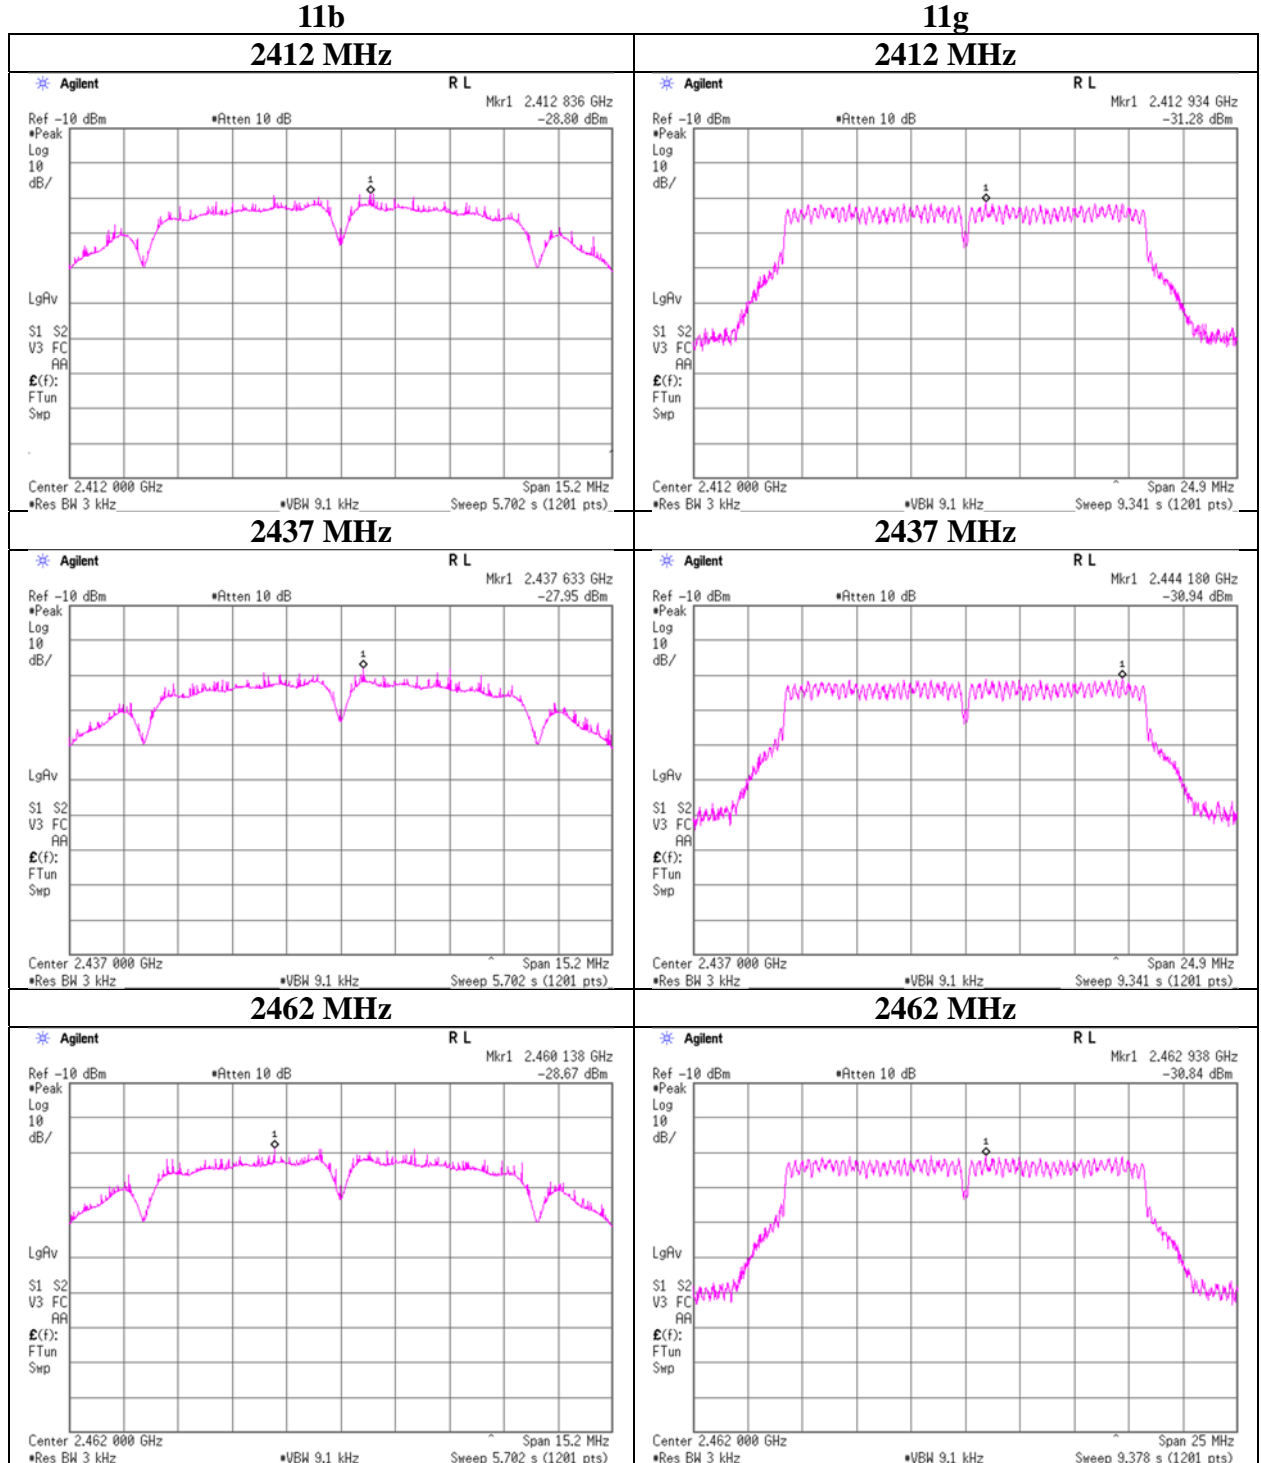 11b 11g
2412 MHz 2412 MHz
Agilent R L
Mkr1 2.412 836 GHz
Ref -10 dBm #Atten 10 dB -28.80 dBm
#Peak
Log
10
dB/
1
LgAv
S1 S2
V3 FC
AA
£(f):
FTun
Swp
Center 2.412 000 GHz Span 15.2 MHz
#Res BW 3 kHz #VBW 9.1 kHz Sweep 5.702 s (1201 pts)
Agilent R L
Mkr1 2.412 934 GHz
Ref -10 dBm #Atten 10 dB -31.28 dBm
#Peak
Log
10
dB/
1
LgAv
S1 S2
V3 FC
AA
£(f):
FTun
Swp
Center 2.412 000 GHz Span 24.9 MHz
#Res BW 3 kHz #VBW 9.1 kHz Sweep 9.341 s (1201 pts)
2437 MHz 2437 MHz
Agilent R L
Mkr1 2.437 633 GHz
Ref -10 dBm #Atten 10 dB -27.95 dBm
#Peak
Log
10
dB/
1
LgAv
S1 S2
V3 FC
AA
£(f):
FTun
Swp
Center 2.437 000 GHz Span 15.2 MHz
#Res BW 3 kHz #VBW 9.1 kHz Sweep 5.702 s (1201 pts)
Agilent R L
Mkr1 2.444 180 GHz
Ref -10 dBm #Atten 10 dB -30.94 dBm
#Peak
Log
10
dB/
1
LgAv
S1 S2
V3 FC
AA
£(f):
FTun
Swp
Center 2.437 000 GHz Span 24.9 MHz
#Res BW 3 kHz #VBW 9.1 kHz Sweep 9.341 s (1201 pts)
2462 MHz 2462 MHz
Agilent R L
Mkr1 2.460 138 GHz
Ref -10 dBm #Atten 10 dB -28.67 dBm
#Peak
Log
10
dB/
1
LgAv
S1 S2
V3 FC
AA
£(f):
FTun
Swp
Center 2.462 000 GHz Span 15.2 MHz
#Res BW 3 kHz #VBW 9.1 kHz Sweep 5.702 s (1201 pts)
Agilent R L
Mkr1 2.462 938 GHz
Ref -10 dBm #Atten 10 dB -30.84 dBm
#Peak
Log
10
dB/
1
LgAv
S1 S2
V3 FC
AA
£(f):
FTun
Swp
Center 2.462 000 GHz Span 25 MHz
#Res BW 3 kHz #VBW 9.1 kHz Sweep 9.378 s (1201 pts)